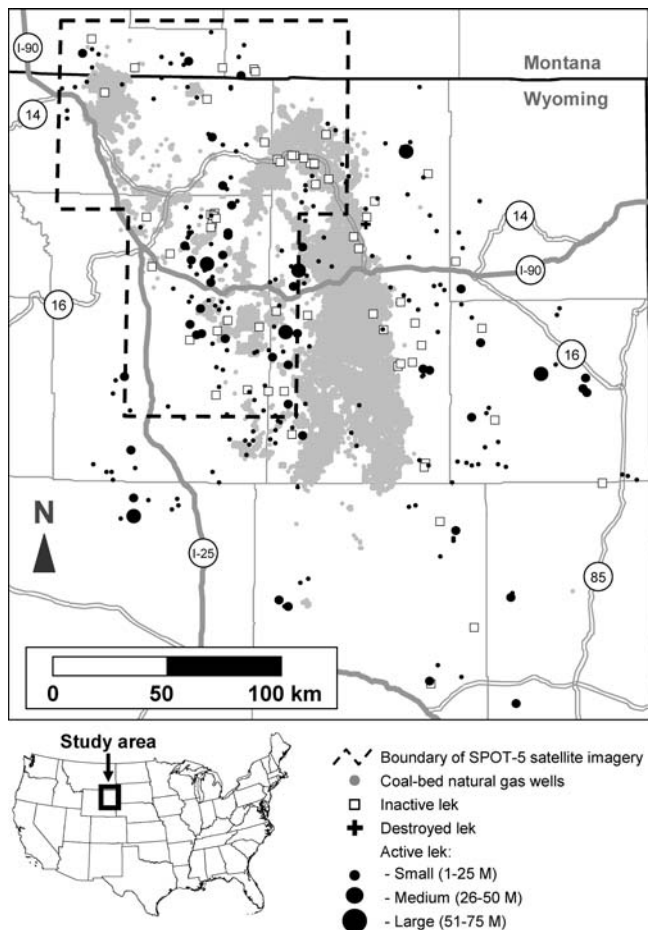 I-90
Montana
Wyoming
14
14
I-90
16
16
N
I-25
85
0 50 100 km
Study area
Boundary of SPOT-5 satellite imagery
Coal-bed natural gas wells
Inactive lek
Destroyed lek
Active lek:
- Small (1-25 M)
- Medium (26-50 M)
- Large (51-75 M)